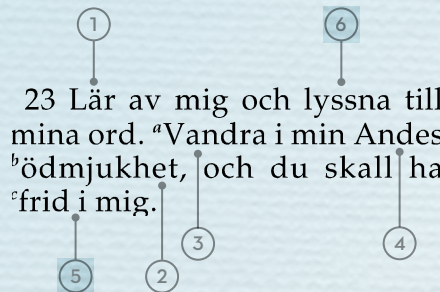 1
6
23 Lär av mig och lyssna till
mina ord. ᵃVandra i min Andes
ᵇödmjukhet, och du skall ha
ᶜfrid i mig.
3
4
5
2